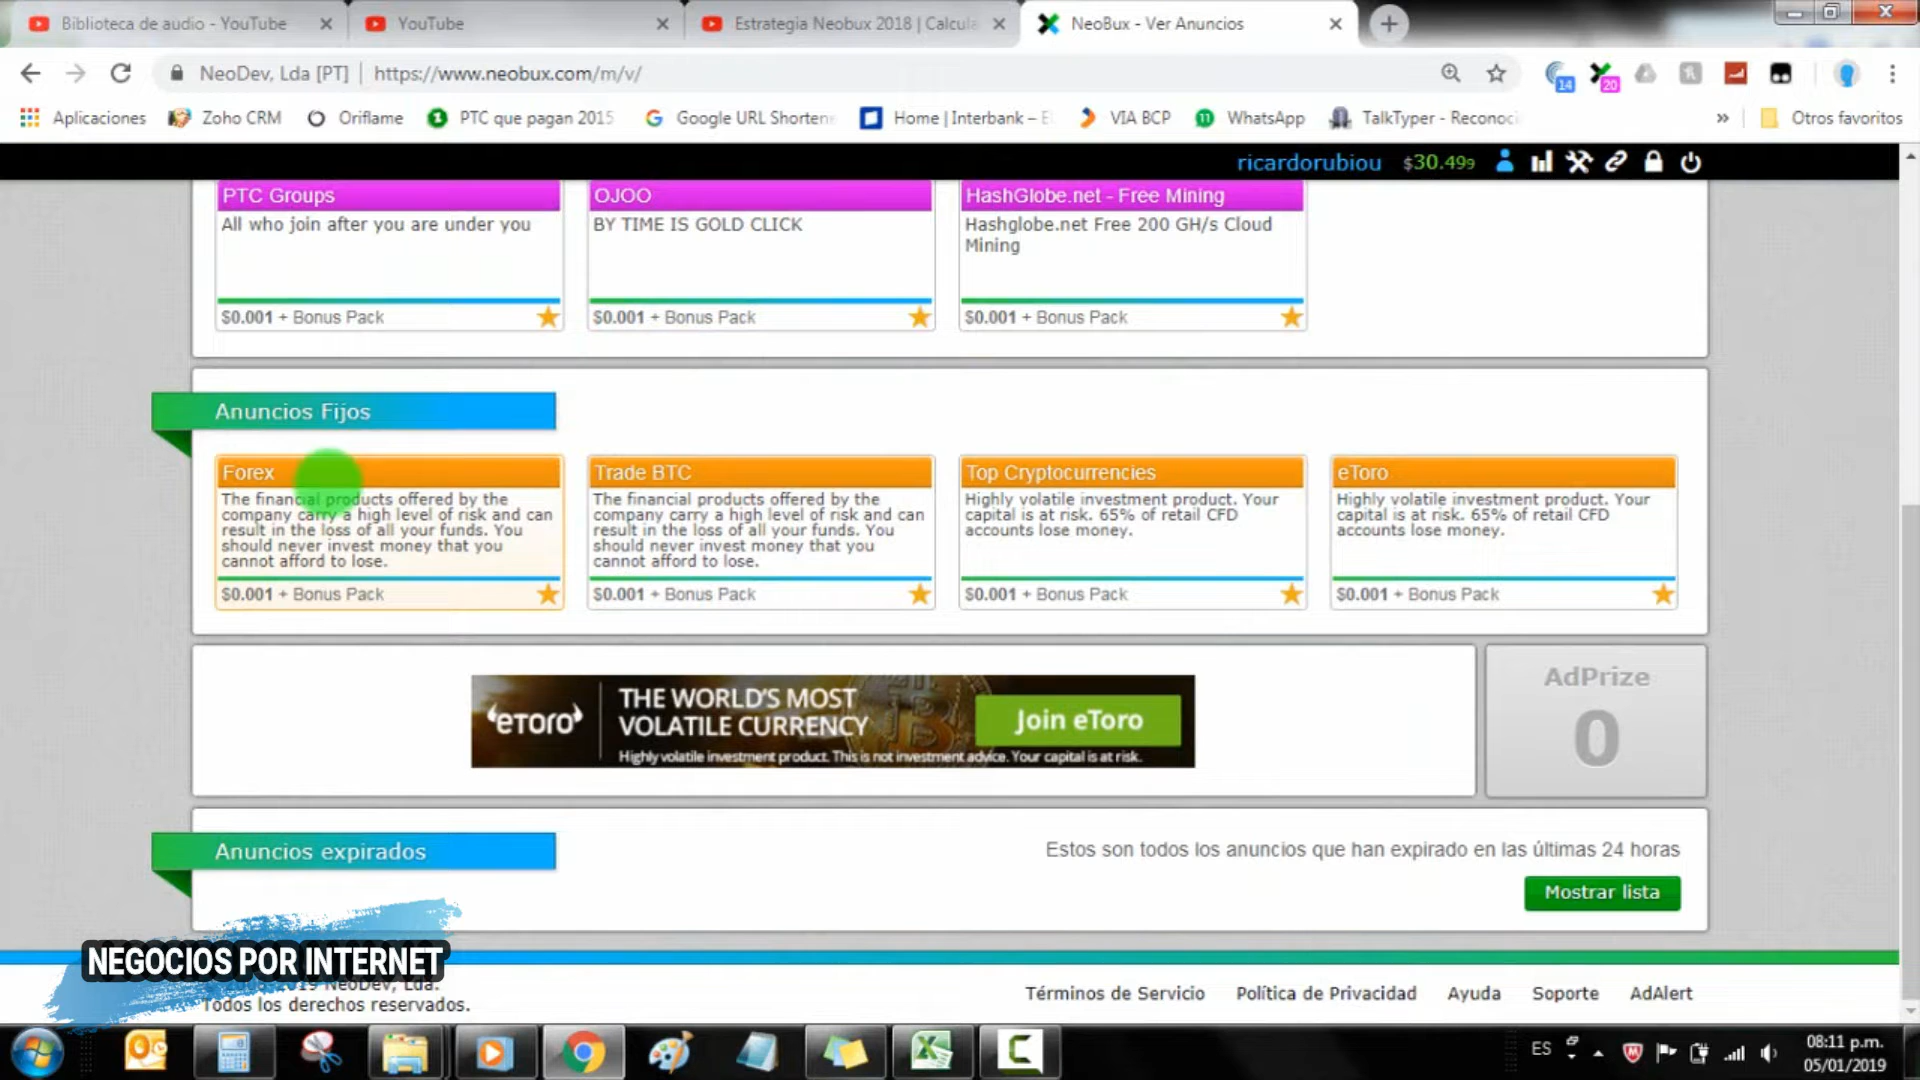 Biblioteca de audio - YouTube
YouTube
Estrategia Neobux 2018 | Calcula
NeoBux - Ver Anuncios
NeoDev, Lda [PT] | https://www.neobux.com/m/v/
14
20
Aplicaciones
Zoho CRM
Oriflame
PTC que pagan 2015
Google URL Shortene
Home | Interbank – E
VIA BCP
WhatsApp
TalkTyper - Reconoci
»
Otros favoritos
ricardorubiou $30.499
PTC Groups
All who join after you are under you
$0.001 + Bonus Pack
OJOO
BY TIME IS GOLD CLICK
$0.001 + Bonus Pack
HashGlobe.net - Free Mining
Hashglobe.net Free 200 GH/s Cloud
Mining
$0.001 + Bonus Pack
Anuncios Fijos
Forex
The financial products offered by the
company carry a high level of risk and can
result in the loss of all your funds. You
should never invest money that you
cannot afford to lose.
$0.001 + Bonus Pack
Trade BTC
The financial products offered by the
company carry a high level of risk and can
result in the loss of all your funds. You
should never invest money that you
cannot afford to lose.
$0.001 + Bonus Pack
Top Cryptocurrencies
Highly volatile investment product. Your
capital is at risk. 65% of retail CFD
accounts lose money.
$0.001 + Bonus Pack
eToro
Highly volatile investment product. Your
capital is at risk. 65% of retail CFD
accounts lose money.
$0.001 + Bonus Pack
eToro
THE WORLD'S MOST
VOLATILE CURRENCY
Join eToro
Highly volatile investment product. This is not investment advice. Your capital is at risk.
AdPrize
0
Anuncios expirados
Estos son todos los anuncios que han expirado en las últimas 24 horas
Mostrar lista
NEGOCIOS POR INTERNET
2019 NeoDev, Lda.
Todos los derechos reservados.
Términos de Servicio
Política de Privacidad
Ayuda
Soporte
AdAlert
ES
08:11 p.m.
05/01/2019